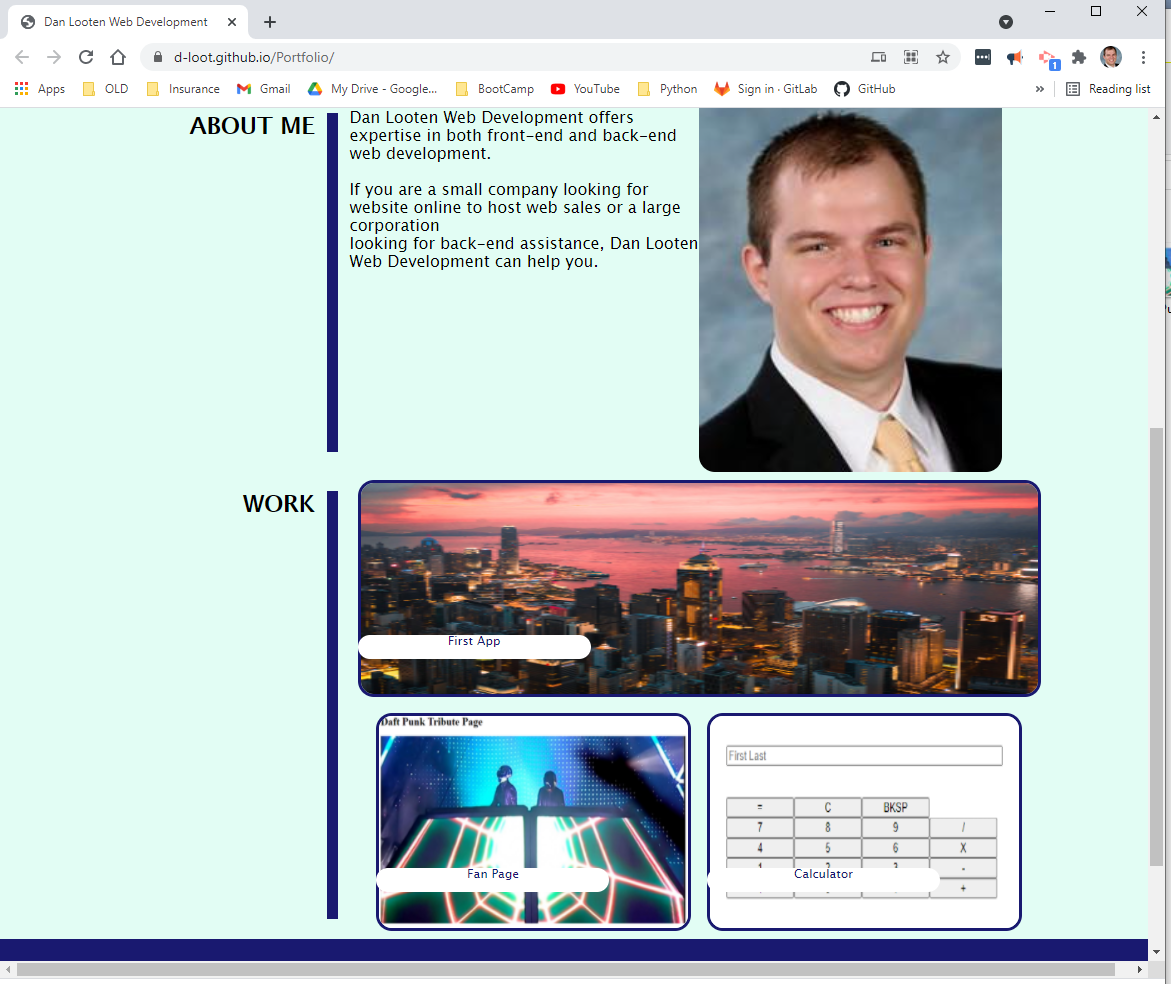 Dan Looten Web Development
d-loot.github.io/Portfolio/
1
Apps OLD Insurance Gmail My Drive - Google... BootCamp YouTube Python Sign in · GitLab GitHub » Reading list
ABOUT ME
Dan Looten Web Development offers
expertise in both front-end and back-end
web development.
If you are a small company looking for
website online to host web sales or a large
corporation
looking for back-end assistance, Dan Looten
Web Development can help you.
WORK
First App
Daft Punk Tribute Page
Fan Page
First Last
= C BKSP
7 8 9 /
4 5 6 X
-
Calculator
+